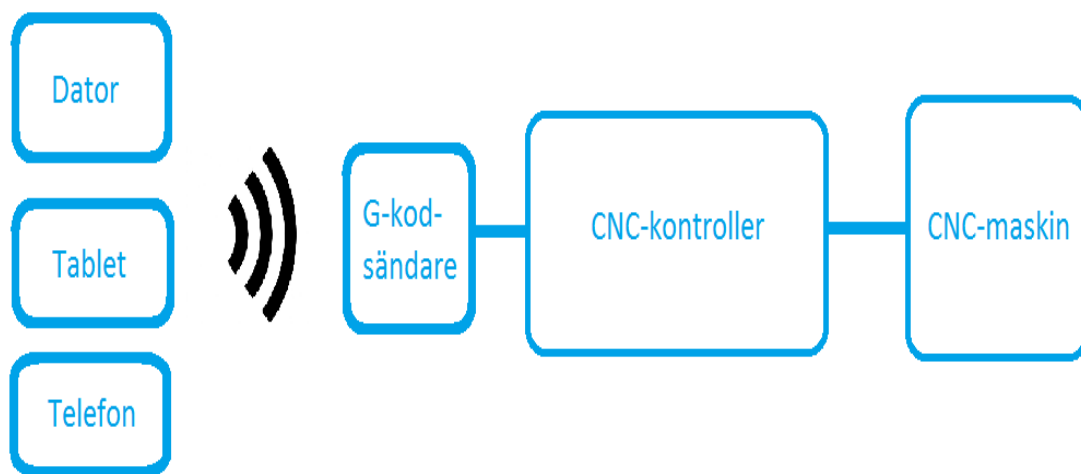 Dator
Tablet
Telefon
G-kod-
sändare
CNC-kontroller
CNC-maskin